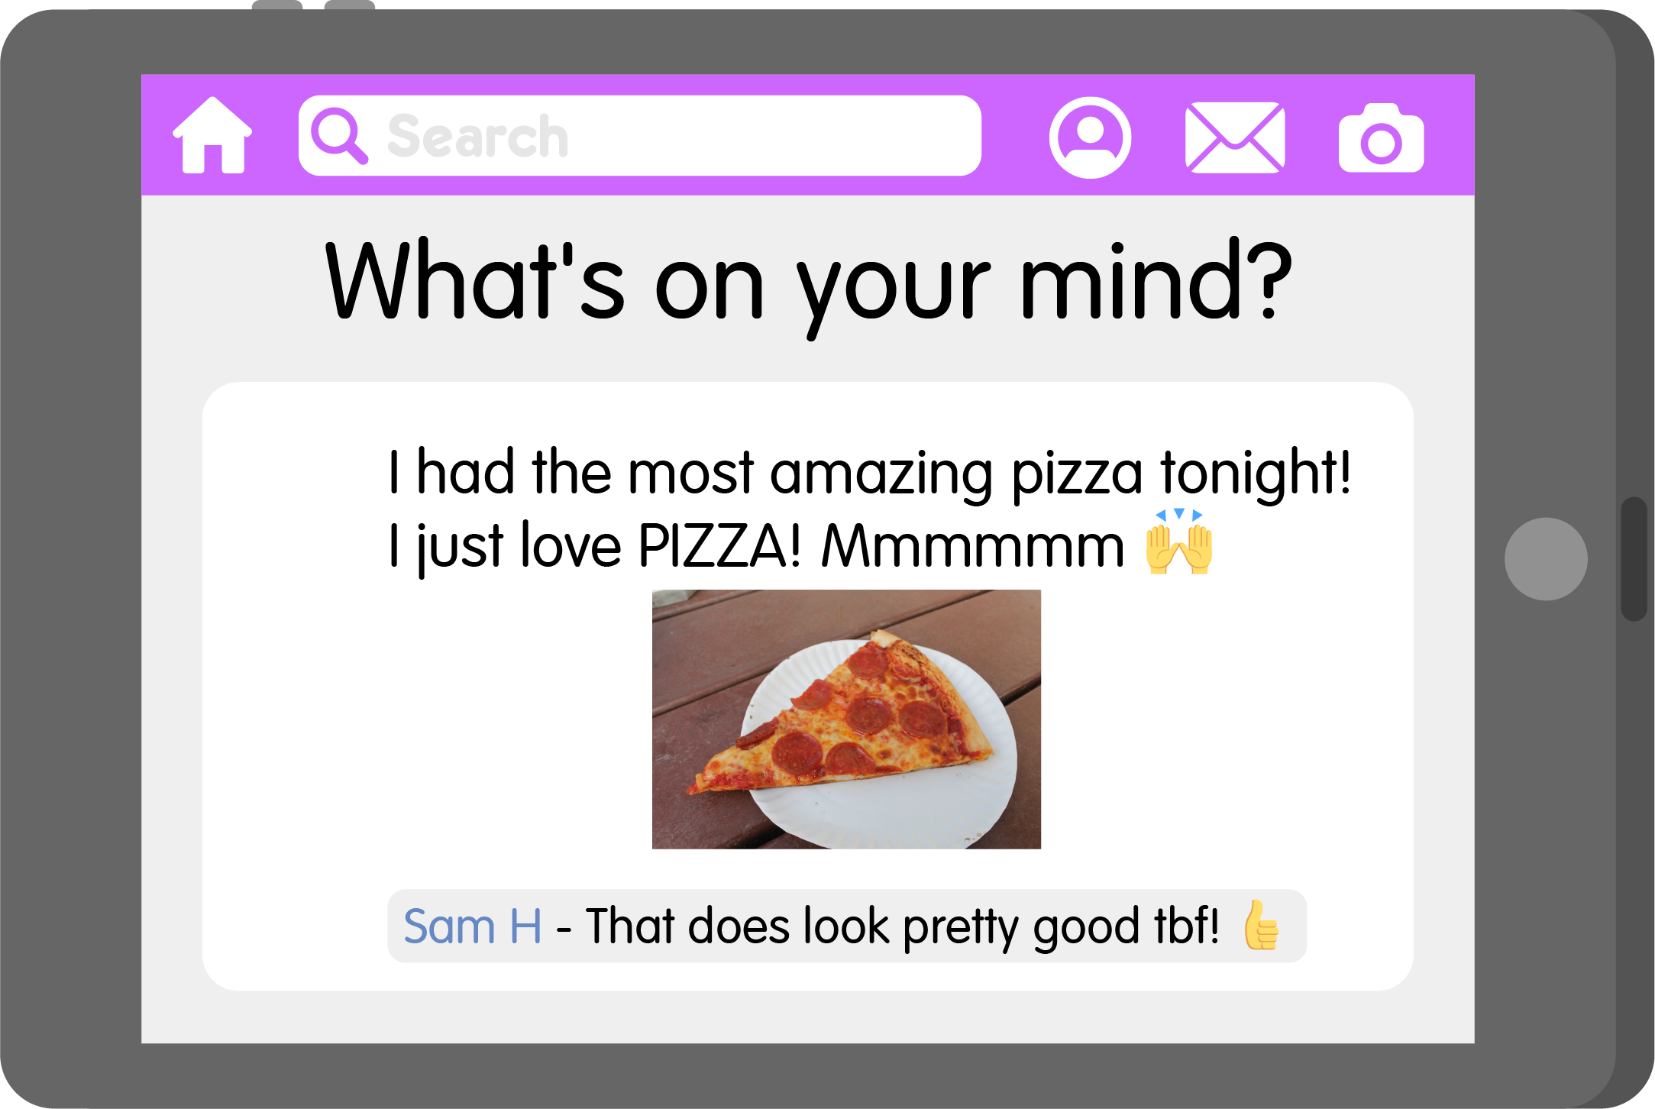 Search
What's on your mind?
I had the most amazing pizza tonight!
I just love PIZZA! Mmmmmm 🙌
Sam H - That does look pretty good tbf! 👍